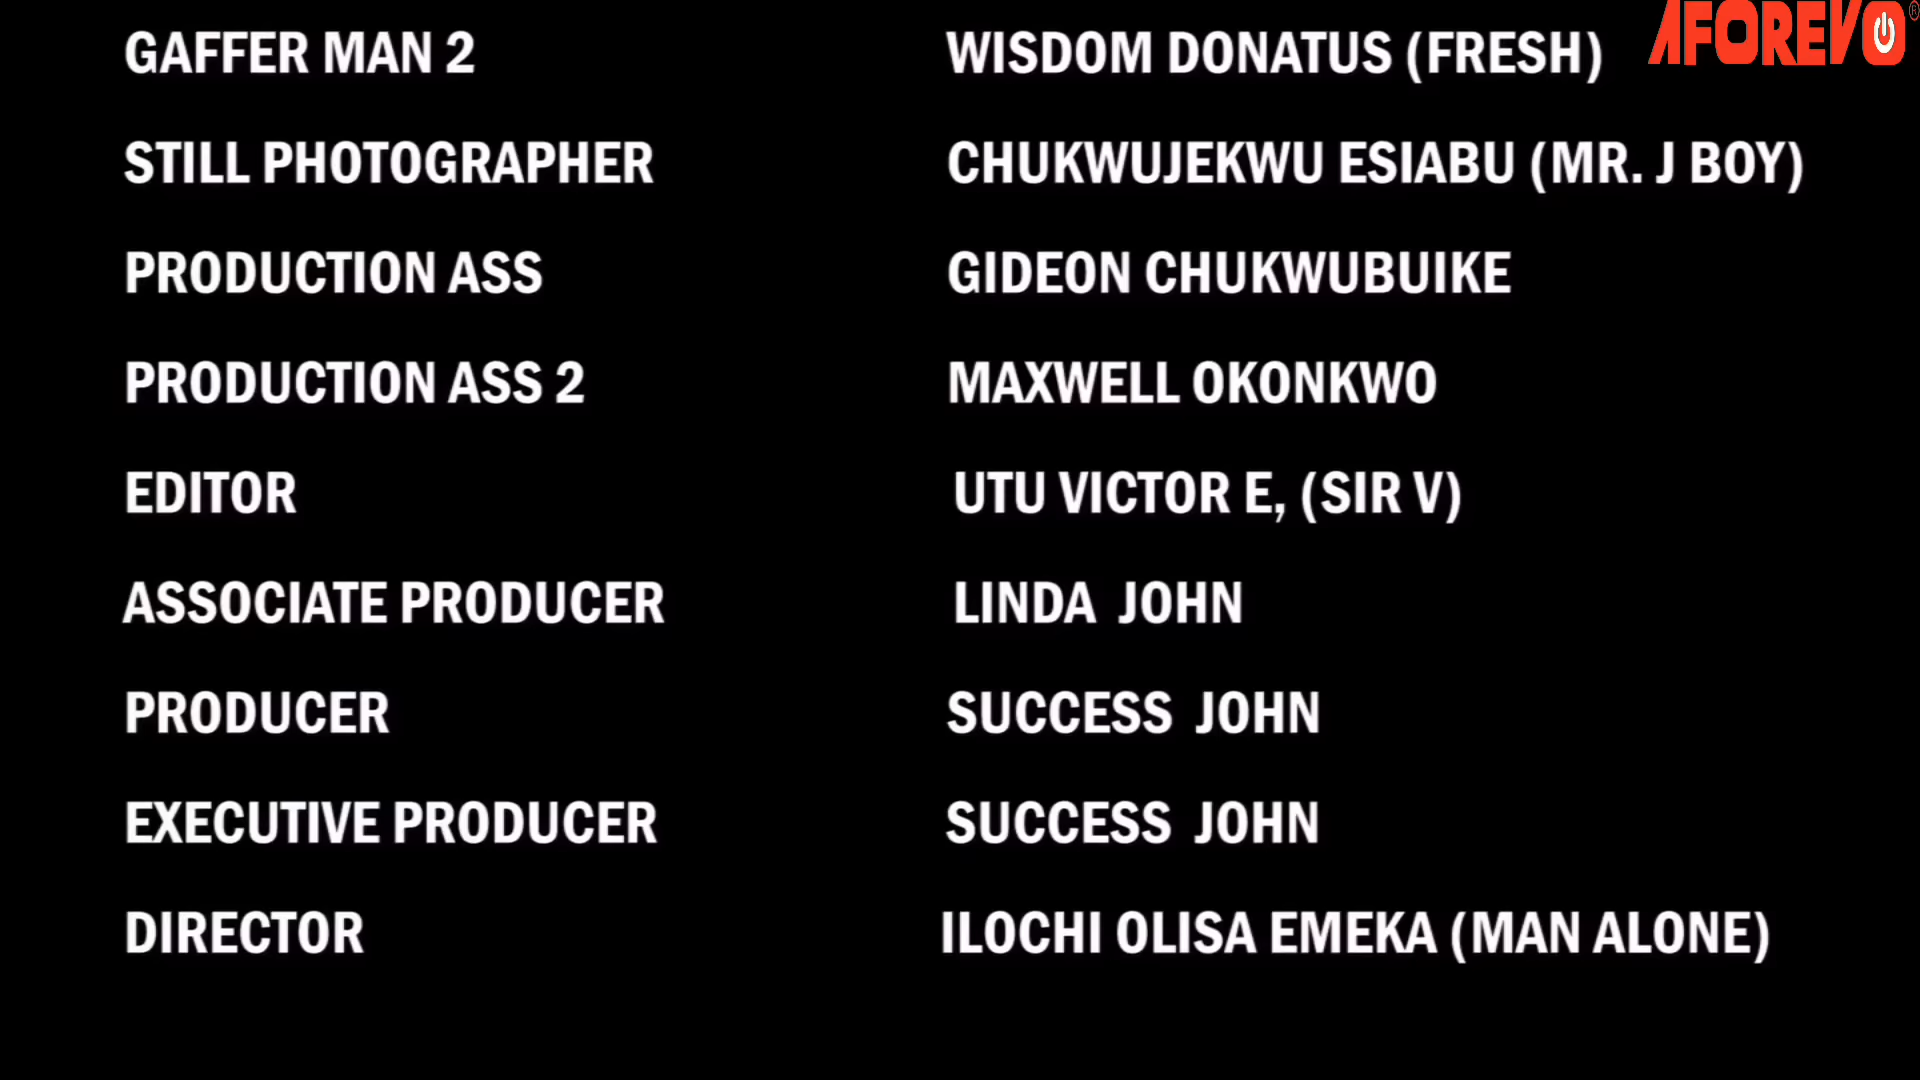 GAFFER MAN 2 WISDOM DONATUS (FRESH)
AFOREVO®
STILL PHOTOGRAPHER CHUKWUJEKWU ESIABU (MR. J BOY)
PRODUCTION ASS GIDEON CHUKWUBUIKE
PRODUCTION ASS 2 MAXWELL OKONKWO
EDITOR UTU VICTOR E, (SIR V)
ASSOCIATE PRODUCER LINDA JOHN
PRODUCER SUCCESS JOHN
EXECUTIVE PRODUCER SUCCESS JOHN
DIRECTOR ILOCHI OLISA EMEKA (MAN ALONE)